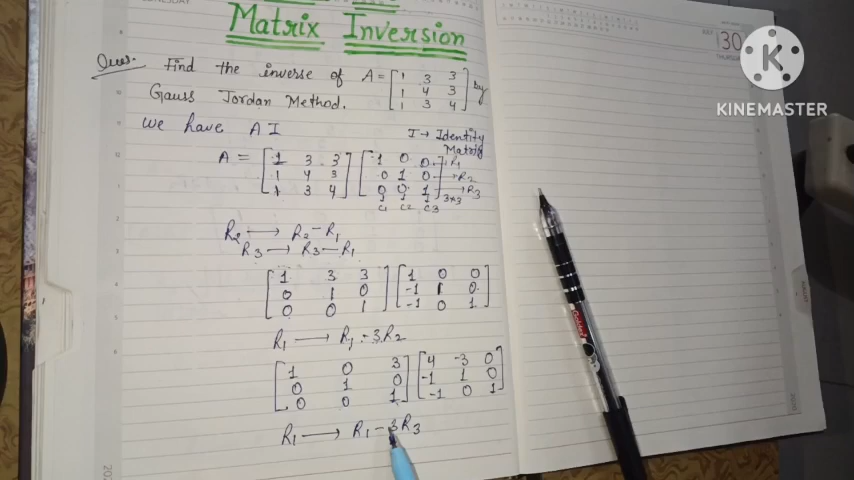 Matrix Inversion
Ques. Find the inverse of A = [1 3 3
1 4 3
1 3 4] by
Gauss Jordan Method.
we have A I
I → Identity
Matrix
A = [1 3 3] [1 0 0] → R1
[1 4 3] [0 1 0] → R2
[1 3 4] [0 0 1] → R3
3×3
C1 C2 C3
R2 → R2 - R1
R3 → R3 - R1
[1 3 3] [1 0 0]
[0 1 0] [-1 1 0]
[0 0 1] [-1 0 1]
R1 → R1 - 3R2
[1 0 3] [4 -3 0]
[0 1 0] [-1 1 0]
[0 0 1] [-1 0 1]
R1 → R1 - 3R3
30
THURSDAY
K
KINEMASTER